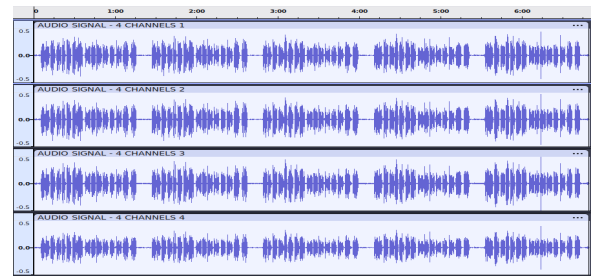 0 1:00 2:00 3:00 4:00 5:00 6:00
AUDIO SIGNAL - 4 CHANNELS 1
0.5
0.0
-0.5
AUDIO SIGNAL - 4 CHANNELS 2
0.5
0.0
-0.5
AUDIO SIGNAL - 4 CHANNELS 3
0.5
0.0
-0.5
AUDIO SIGNAL - 4 CHANNELS 4
0.5
0.0
-0.5